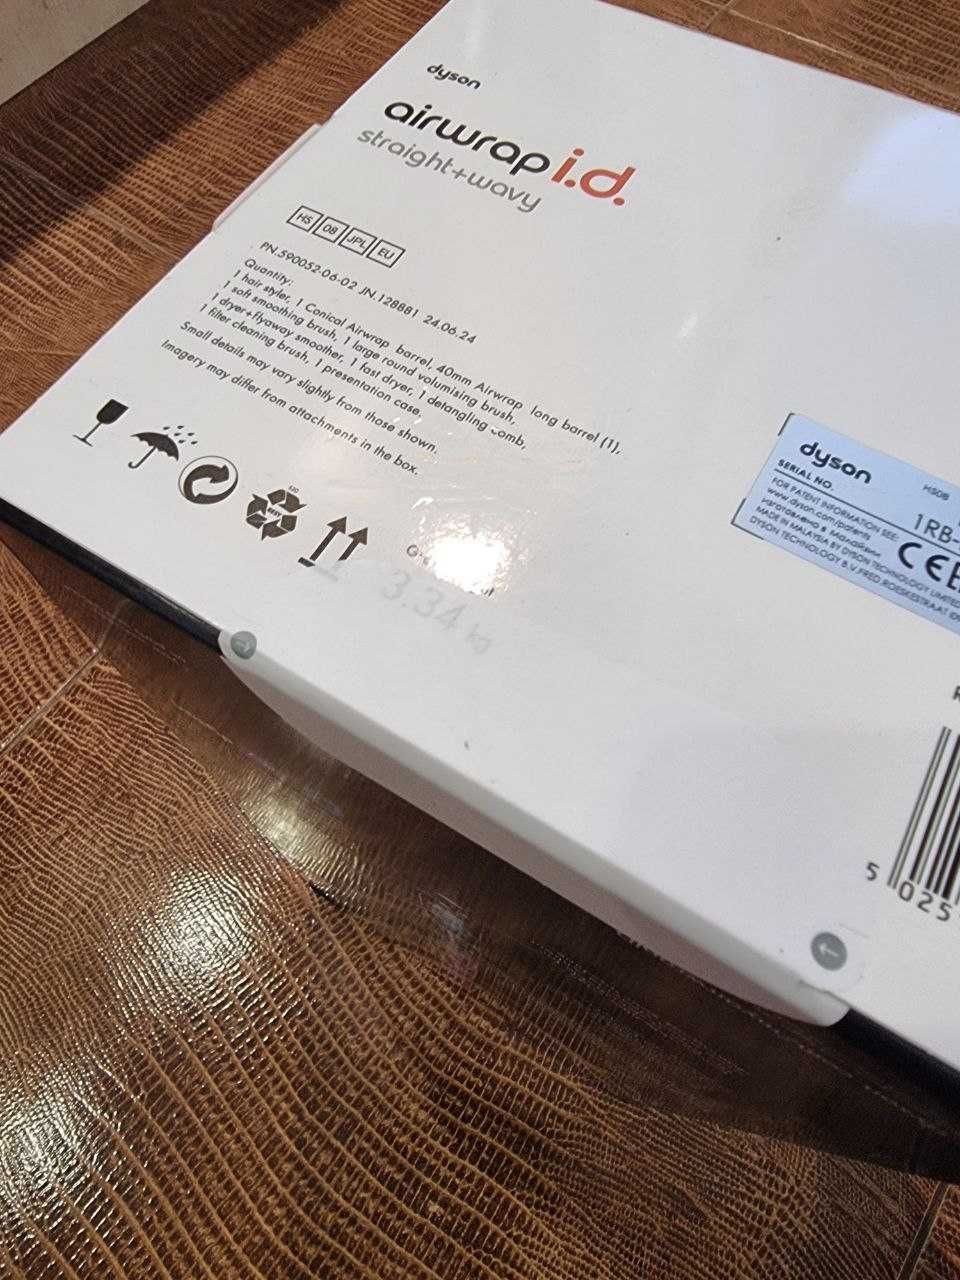 dyson
airwrap i.d.
straight+wavy
HS 08 JPL EU
PN.590052-06-02 JN.128881 24.06.24
Quantity:
1 hair styler, 1 Conical Airwrap barrel, 40mm Airwrap long barrel (1),
1 soft smoothing brush, 1 large round volumising brush,
1 dryer+flyaway smoother, 1 fast dryer, 1 detangling comb,
1 filter cleaning brush, 1 presentation case.
Small details may vary slightly from those shown.
Imagery may differ from attachments in the box.
3.34 kg
dyson
HS08
SERIAL NO.
1RB-
FOR PATENT INFORMATION SEE:
www.dyson.com/patents
Изготовлено в Малайзии
MADE IN MALAYSIA BY DYSON TECHNOLOGY LIMITED
DYSON TECHNOLOGY B.V. FRED. ROESKESTRAAT
CE
5 025